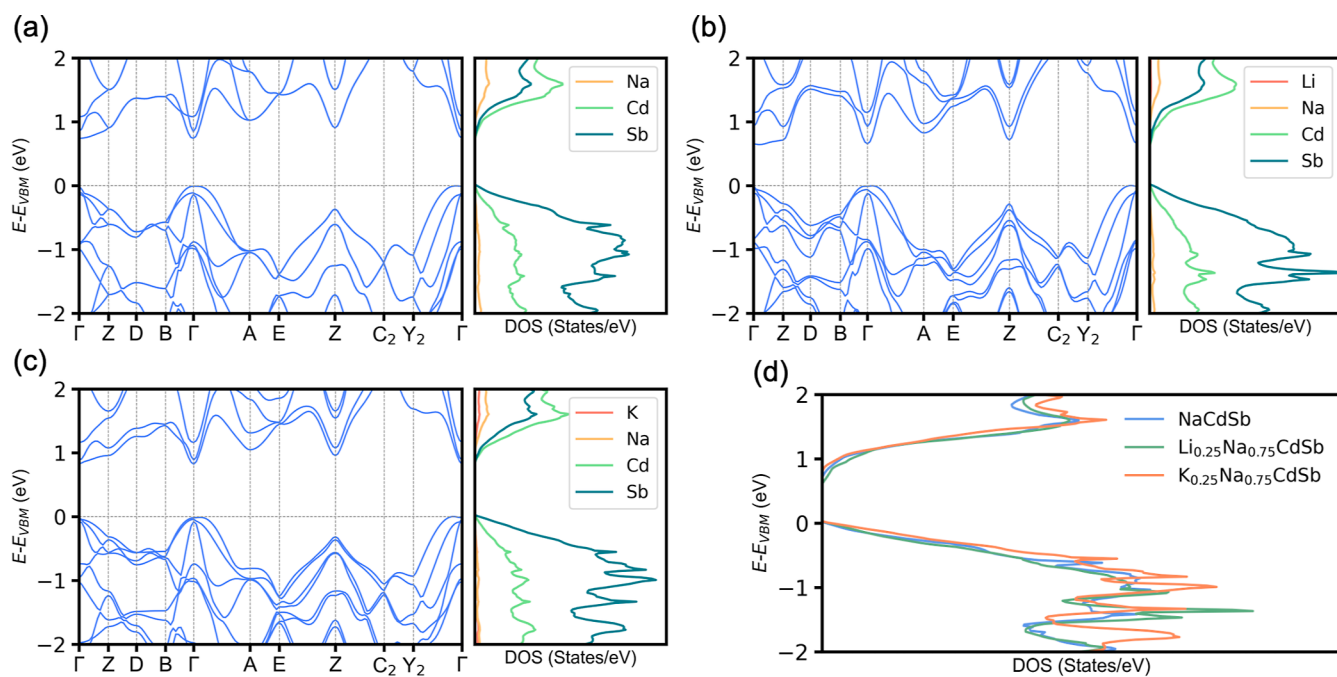 (a)
2
1
0
−1
−2
E-E_VBM (eV)
Γ Z D B Γ A E Z C₂ Y₂ Γ
Na
Cd
Sb
DOS (States/eV)
(b)
2
1
0
−1
−2
E-E_VBM (eV)
Γ Z D B Γ A E Z C₂ Y₂ Γ
Li
Na
Cd
Sb
DOS (States/eV)
(c)
2
1
0
−1
−2
E-E_VBM (eV)
Γ Z D B Γ A E Z C₂ Y₂ Γ
K
Na
Cd
Sb
DOS (States/eV)
(d)
2
1
0
−1
−2
E-E_VBM (eV)
NaCdSb
Li₀.₂₅Na₀.₇₅CdSb
K₀.₂₅Na₀.₇₅CdSb
DOS (States/eV)